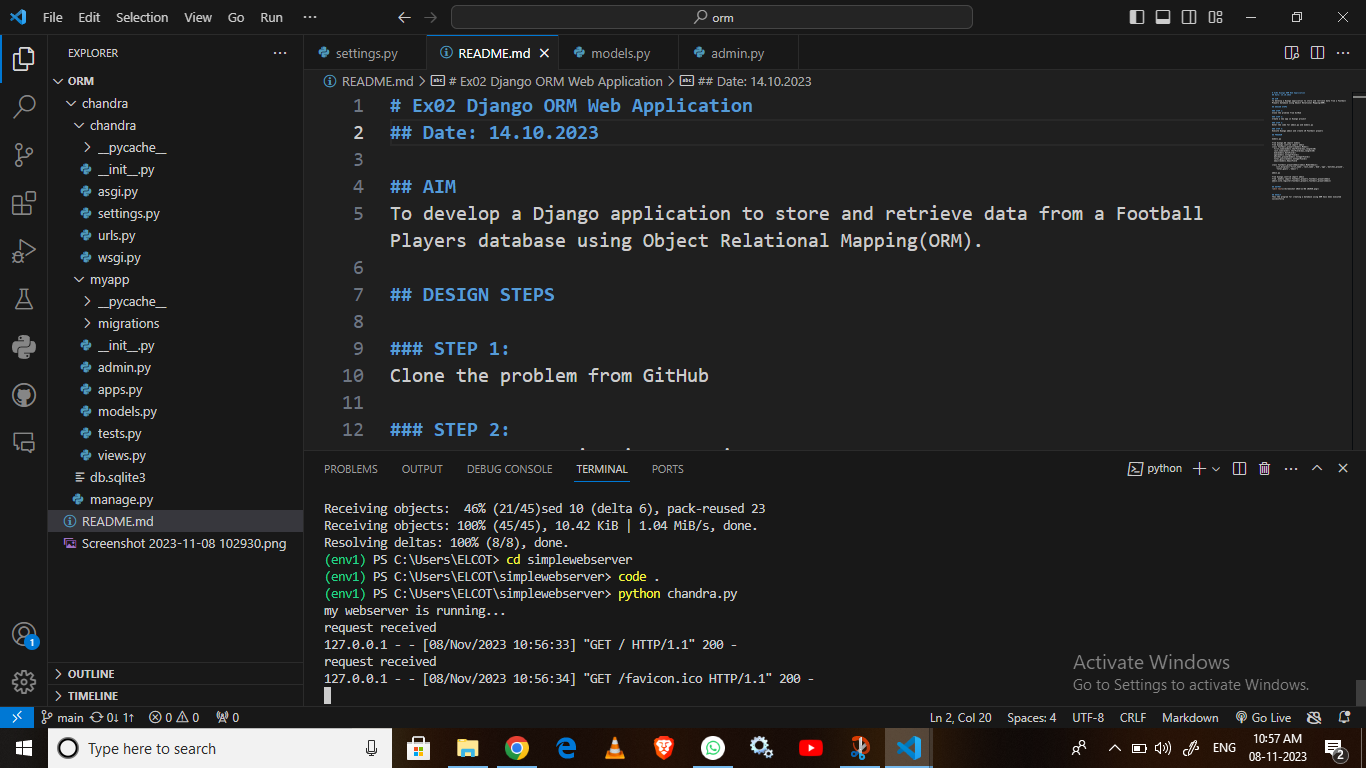 File Edit Selection View Go Run ··· orm
EXPLORER ···
ORM
chandra
chandra
__pycache__
__init__.py
asgi.py
settings.py
urls.py
wsgi.py
myapp
__pycache__
migrations
__init__.py
admin.py
apps.py
models.py
tests.py
views.py
db.sqlite3
manage.py
README.md
Screenshot 2023-11-08 102930.png
OUTLINE
TIMELINE
1
settings.py README.md models.py admin.py ···
README.md > # Ex02 Django ORM Web Application > ## Date: 14.10.2023
1 # Ex02 Django ORM Web Application
2 ## Date: 14.10.2023
3
4 ## AIM
5 To develop a Django application to store and retrieve data from a Football
Players database using Object Relational Mapping(ORM).
6
7 ## DESIGN STEPS
8
9 ### STEP 1:
10 Clone the problem from GitHub
11
12 ### STEP 2:
PROBLEMS OUTPUT DEBUG CONSOLE TERMINAL PORTS python ···
Receiving objects:  46% (21/45)sed 10 (delta 6), pack-reused 23
Receiving objects: 100% (45/45), 10.42 KiB | 1.04 MiB/s, done.
Resolving deltas: 100% (8/8), done.
(env1) PS C:\Users\ELCOT> cd simplewebserver
(env1) PS C:\Users\ELCOT\simplewebserver> code .
(env1) PS C:\Users\ELCOT\simplewebserver> python chandra.py
my webserver is running...
request received
127.0.0.1 - - [08/Nov/2023 10:56:33] "GET / HTTP/1.1" 200 -
request received
127.0.0.1 - - [08/Nov/2023 10:56:34] "GET /favicon.ico HTTP/1.1" 200 -
Activate Windows
Go to Settings to activate Windows.
main 0↓ 1↑ 0 0 0 Ln 2, Col 20 Spaces: 4 UTF-8 CRLF Markdown Go Live
Type here to search ENG 10:57 AM
08-11-2023 2